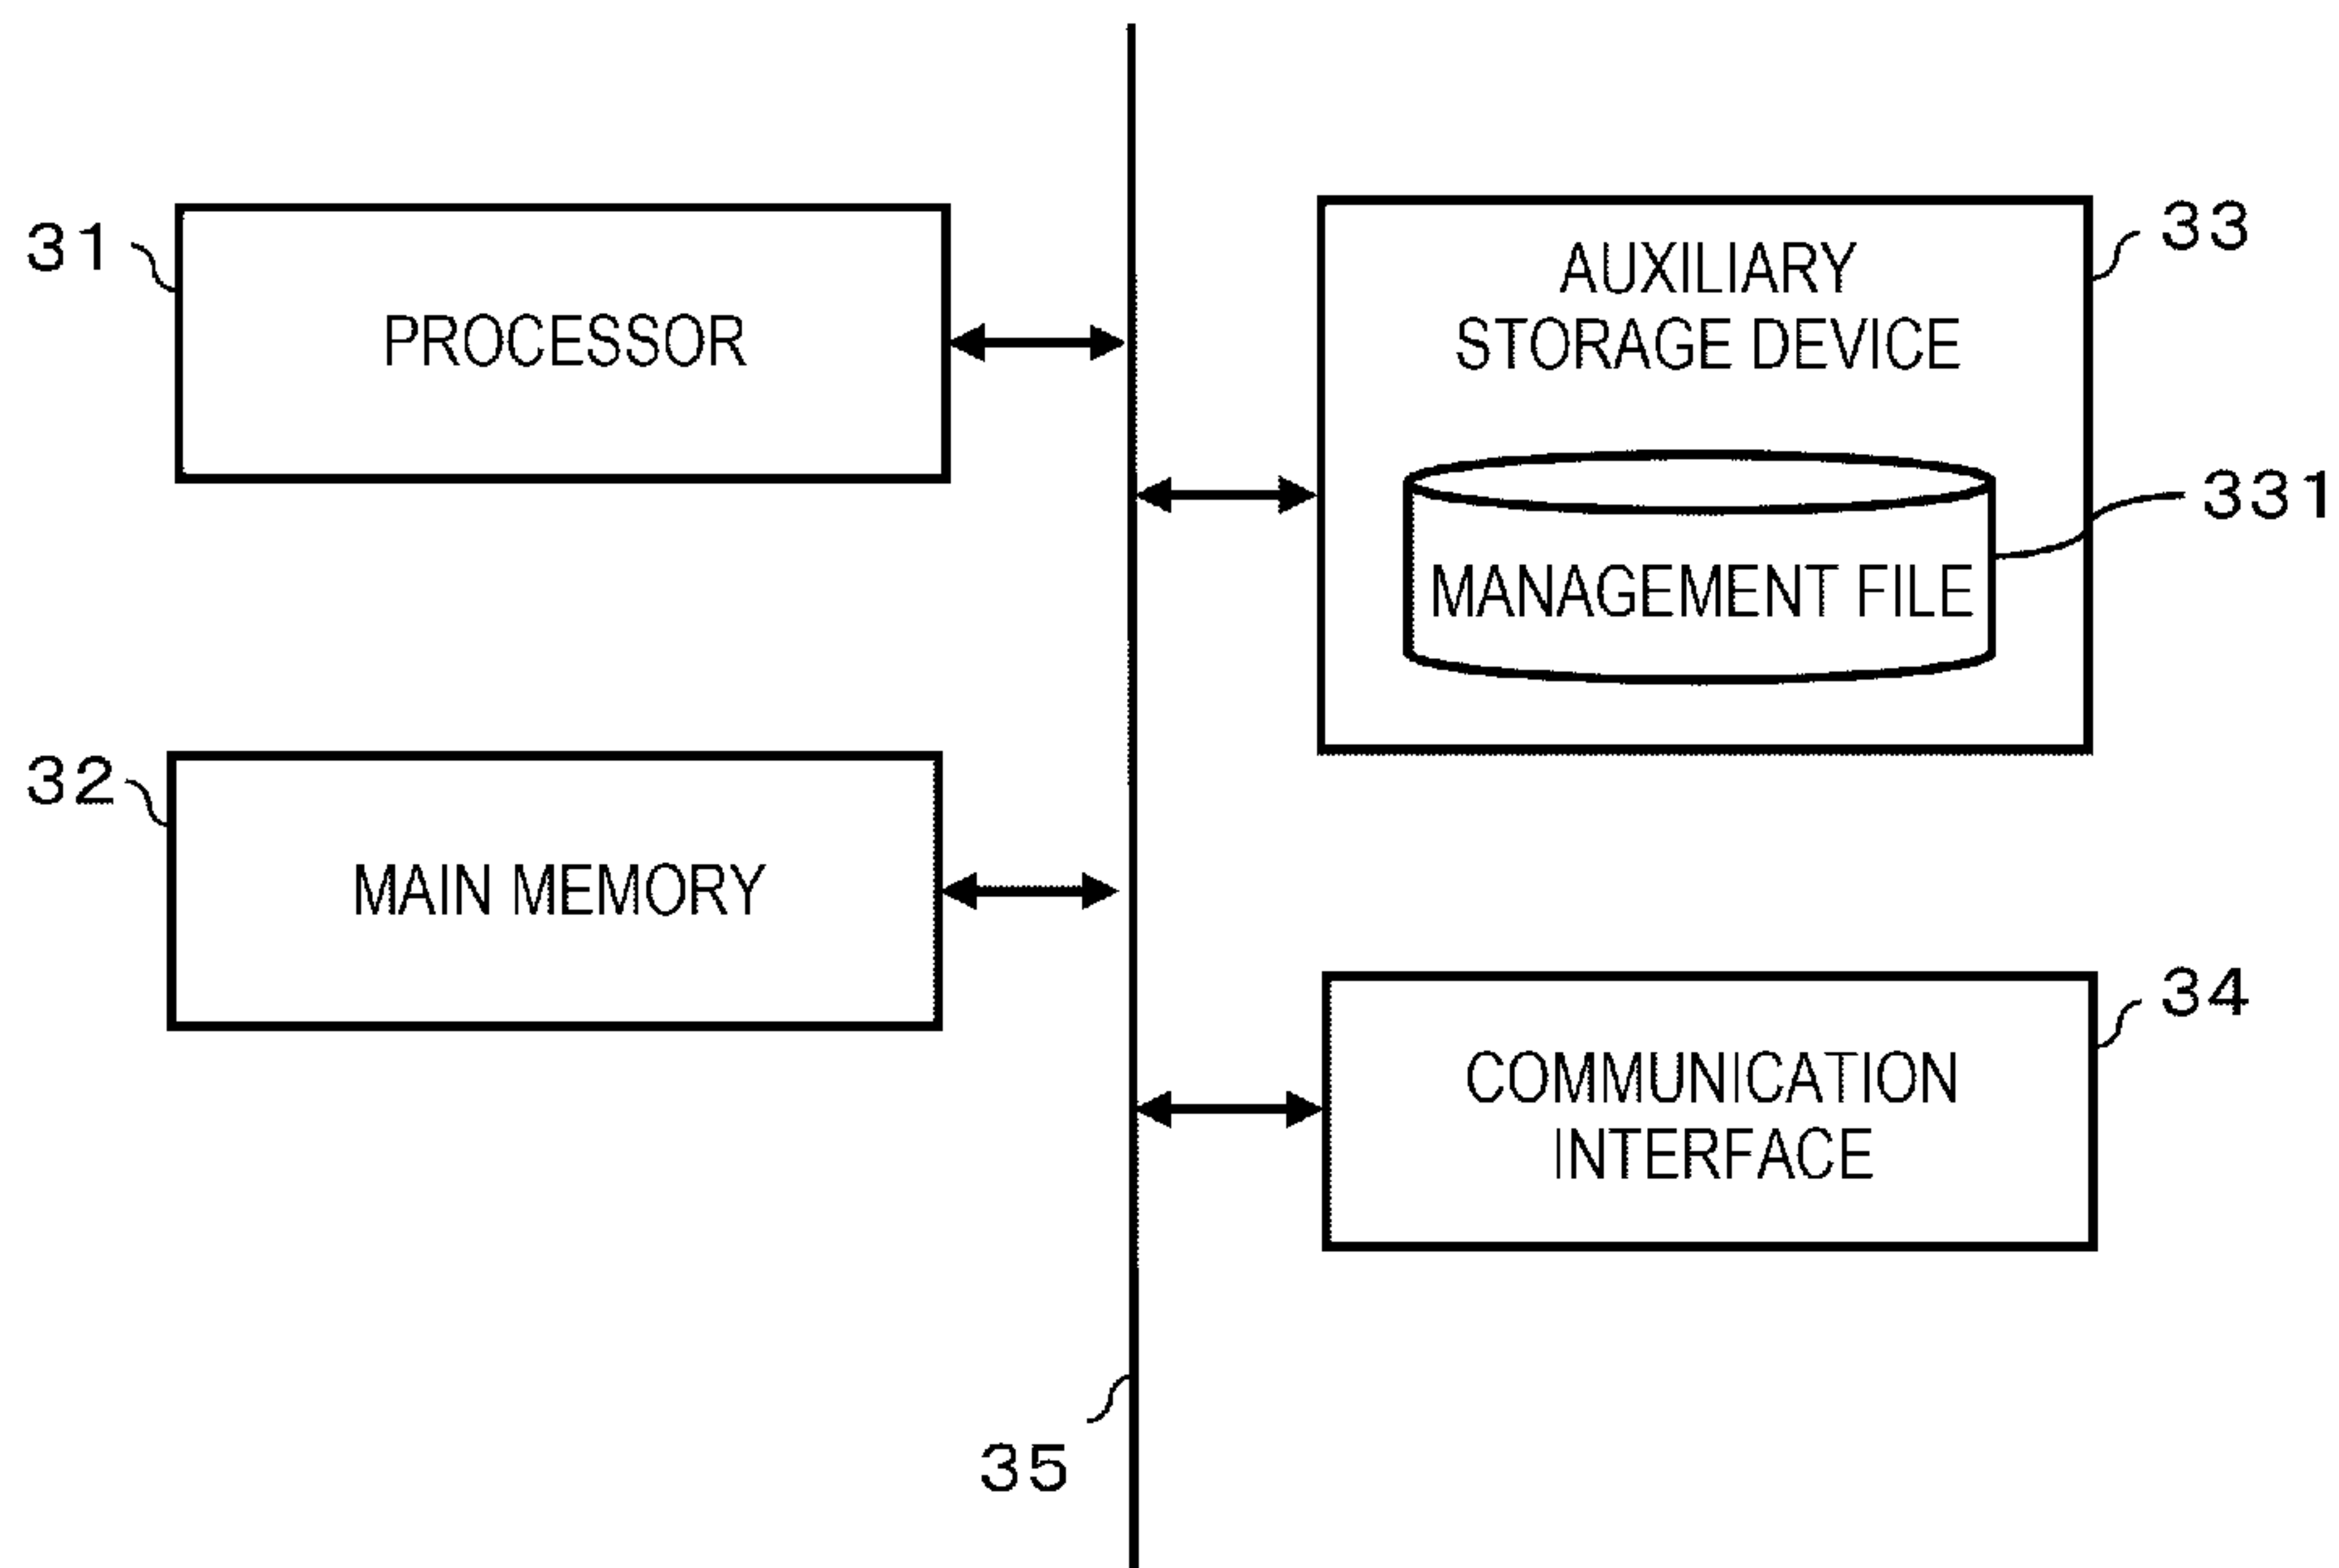 31
PROCESSOR
33
AUXILIARY
STORAGE DEVICE
331
MANAGEMENT FILE
32
MAIN MEMORY
34
COMMUNICATION
INTERFACE
35